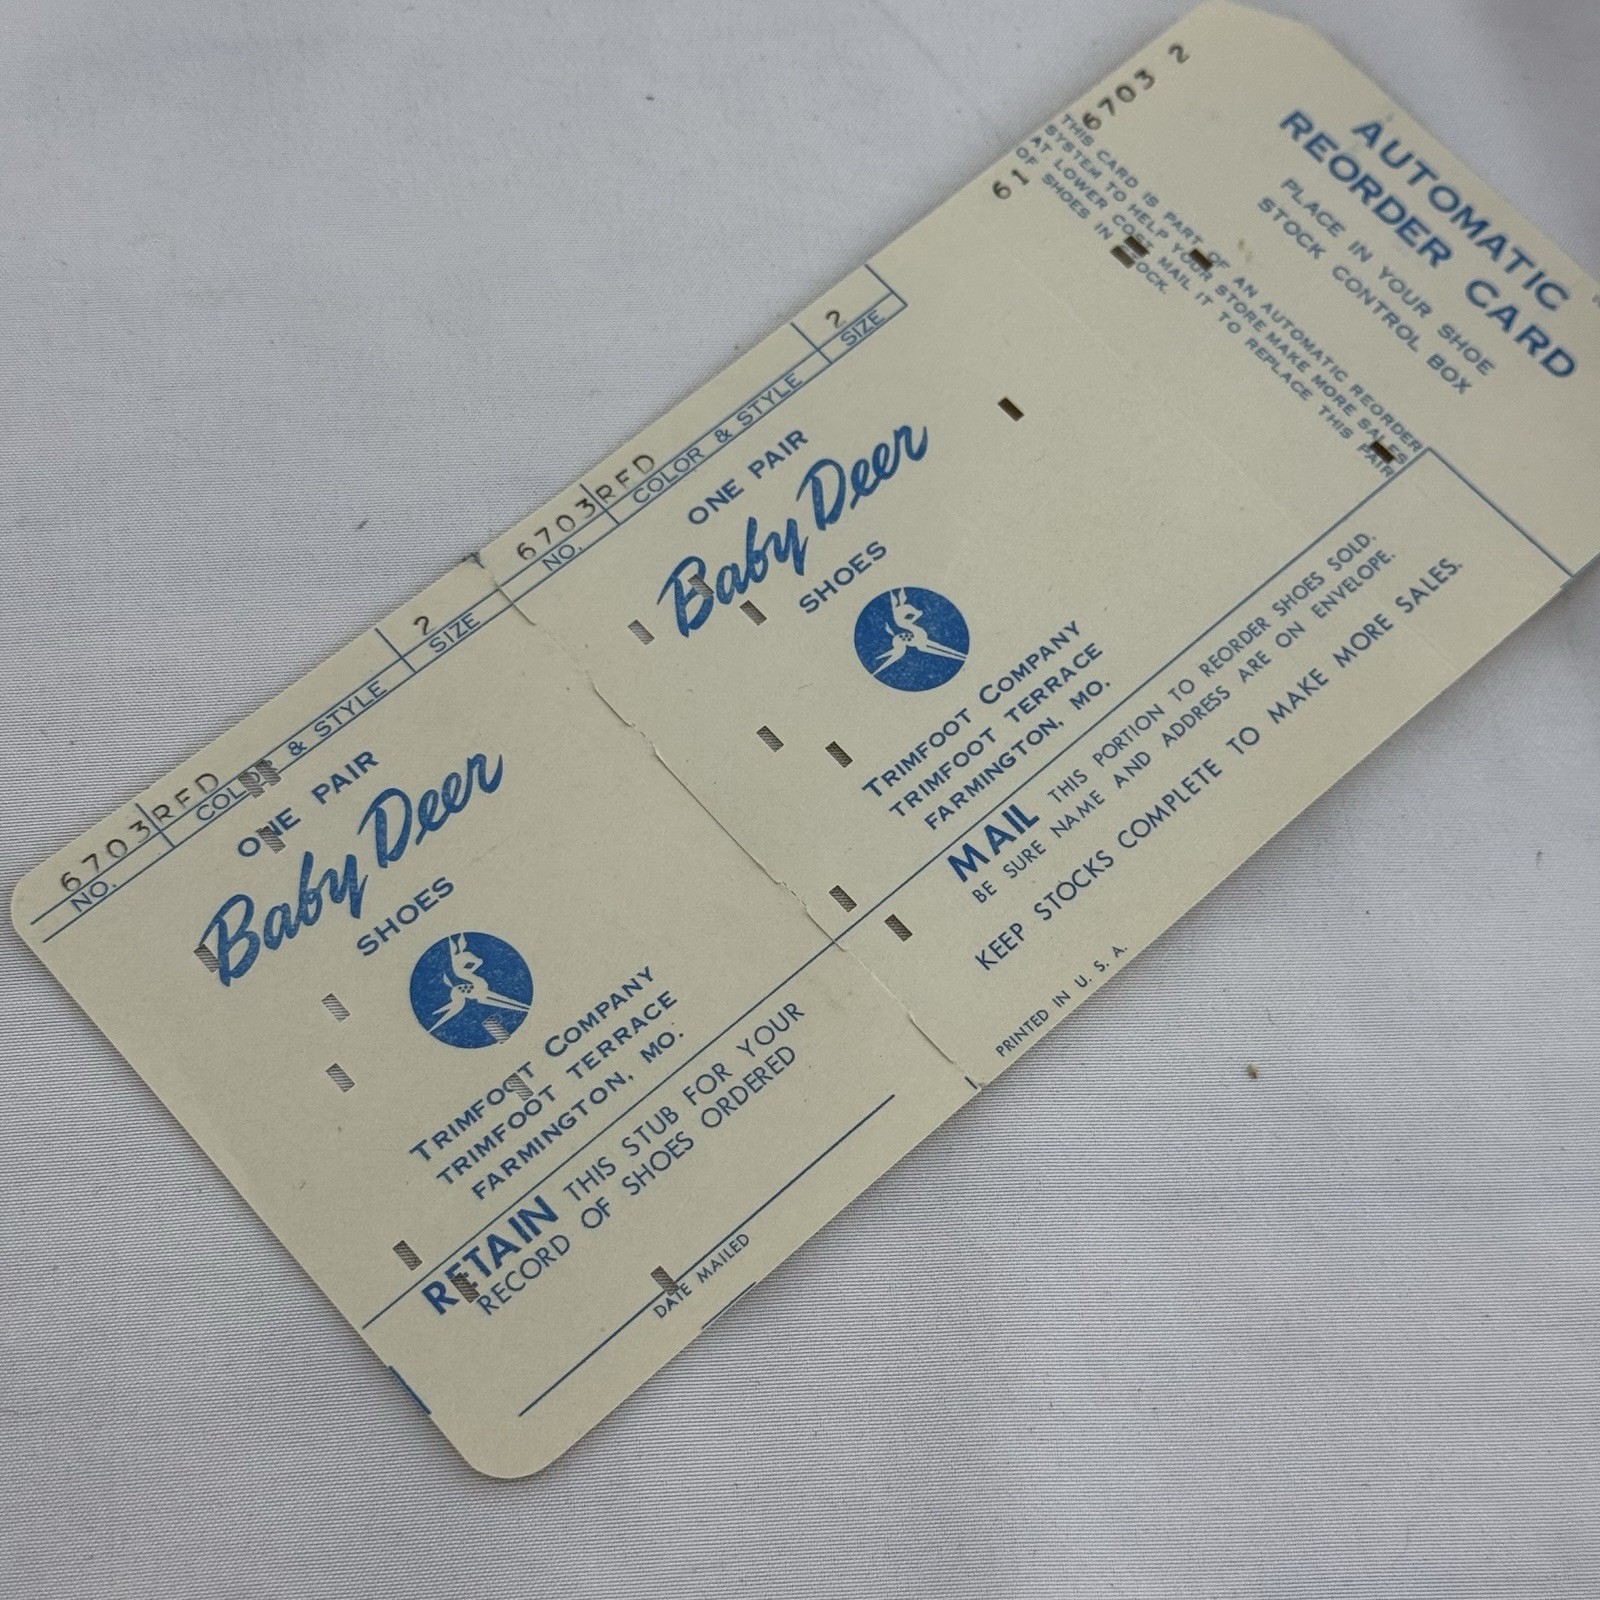 6703 2
61
AUTOMATIC
REORDER CARD
PLACE IN YOUR SHOE
STOCK CONTROL BOX
THIS CARD IS PART OF AN AUTOMATIC REORDER
SYSTEM TO HELP YOUR STORE MAKE MORE SALES
AT LOWER COST. MAIL IT TO REPLACE THIS PAIR
OF SHOES IN STOCK.
6703 RED 2
NO. COLOR & STYLE SIZE
ONE PAIR
Baby Deer
SHOES
TRIMFOOT COMPANY
TRIMFOOT TERRACE
FARMINGTON, MO.
MAIL THIS PORTION TO REORDER SHOES SOLD.
BE SURE NAME AND ADDRESS ARE ON ENVELOPE.
KEEP STOCKS COMPLETE TO MAKE MORE SALES.
PRINTED IN U. S. A.
6703 RED 2
NO. COLOR & STYLE SIZE
ONE PAIR
Baby Deer
SHOES
TRIMFOOT COMPANY
TRIMFOOT TERRACE
FARMINGTON, MO.
RETAIN THIS STUB FOR YOUR
RECORD OF SHOES ORDERED
DATE MAILED